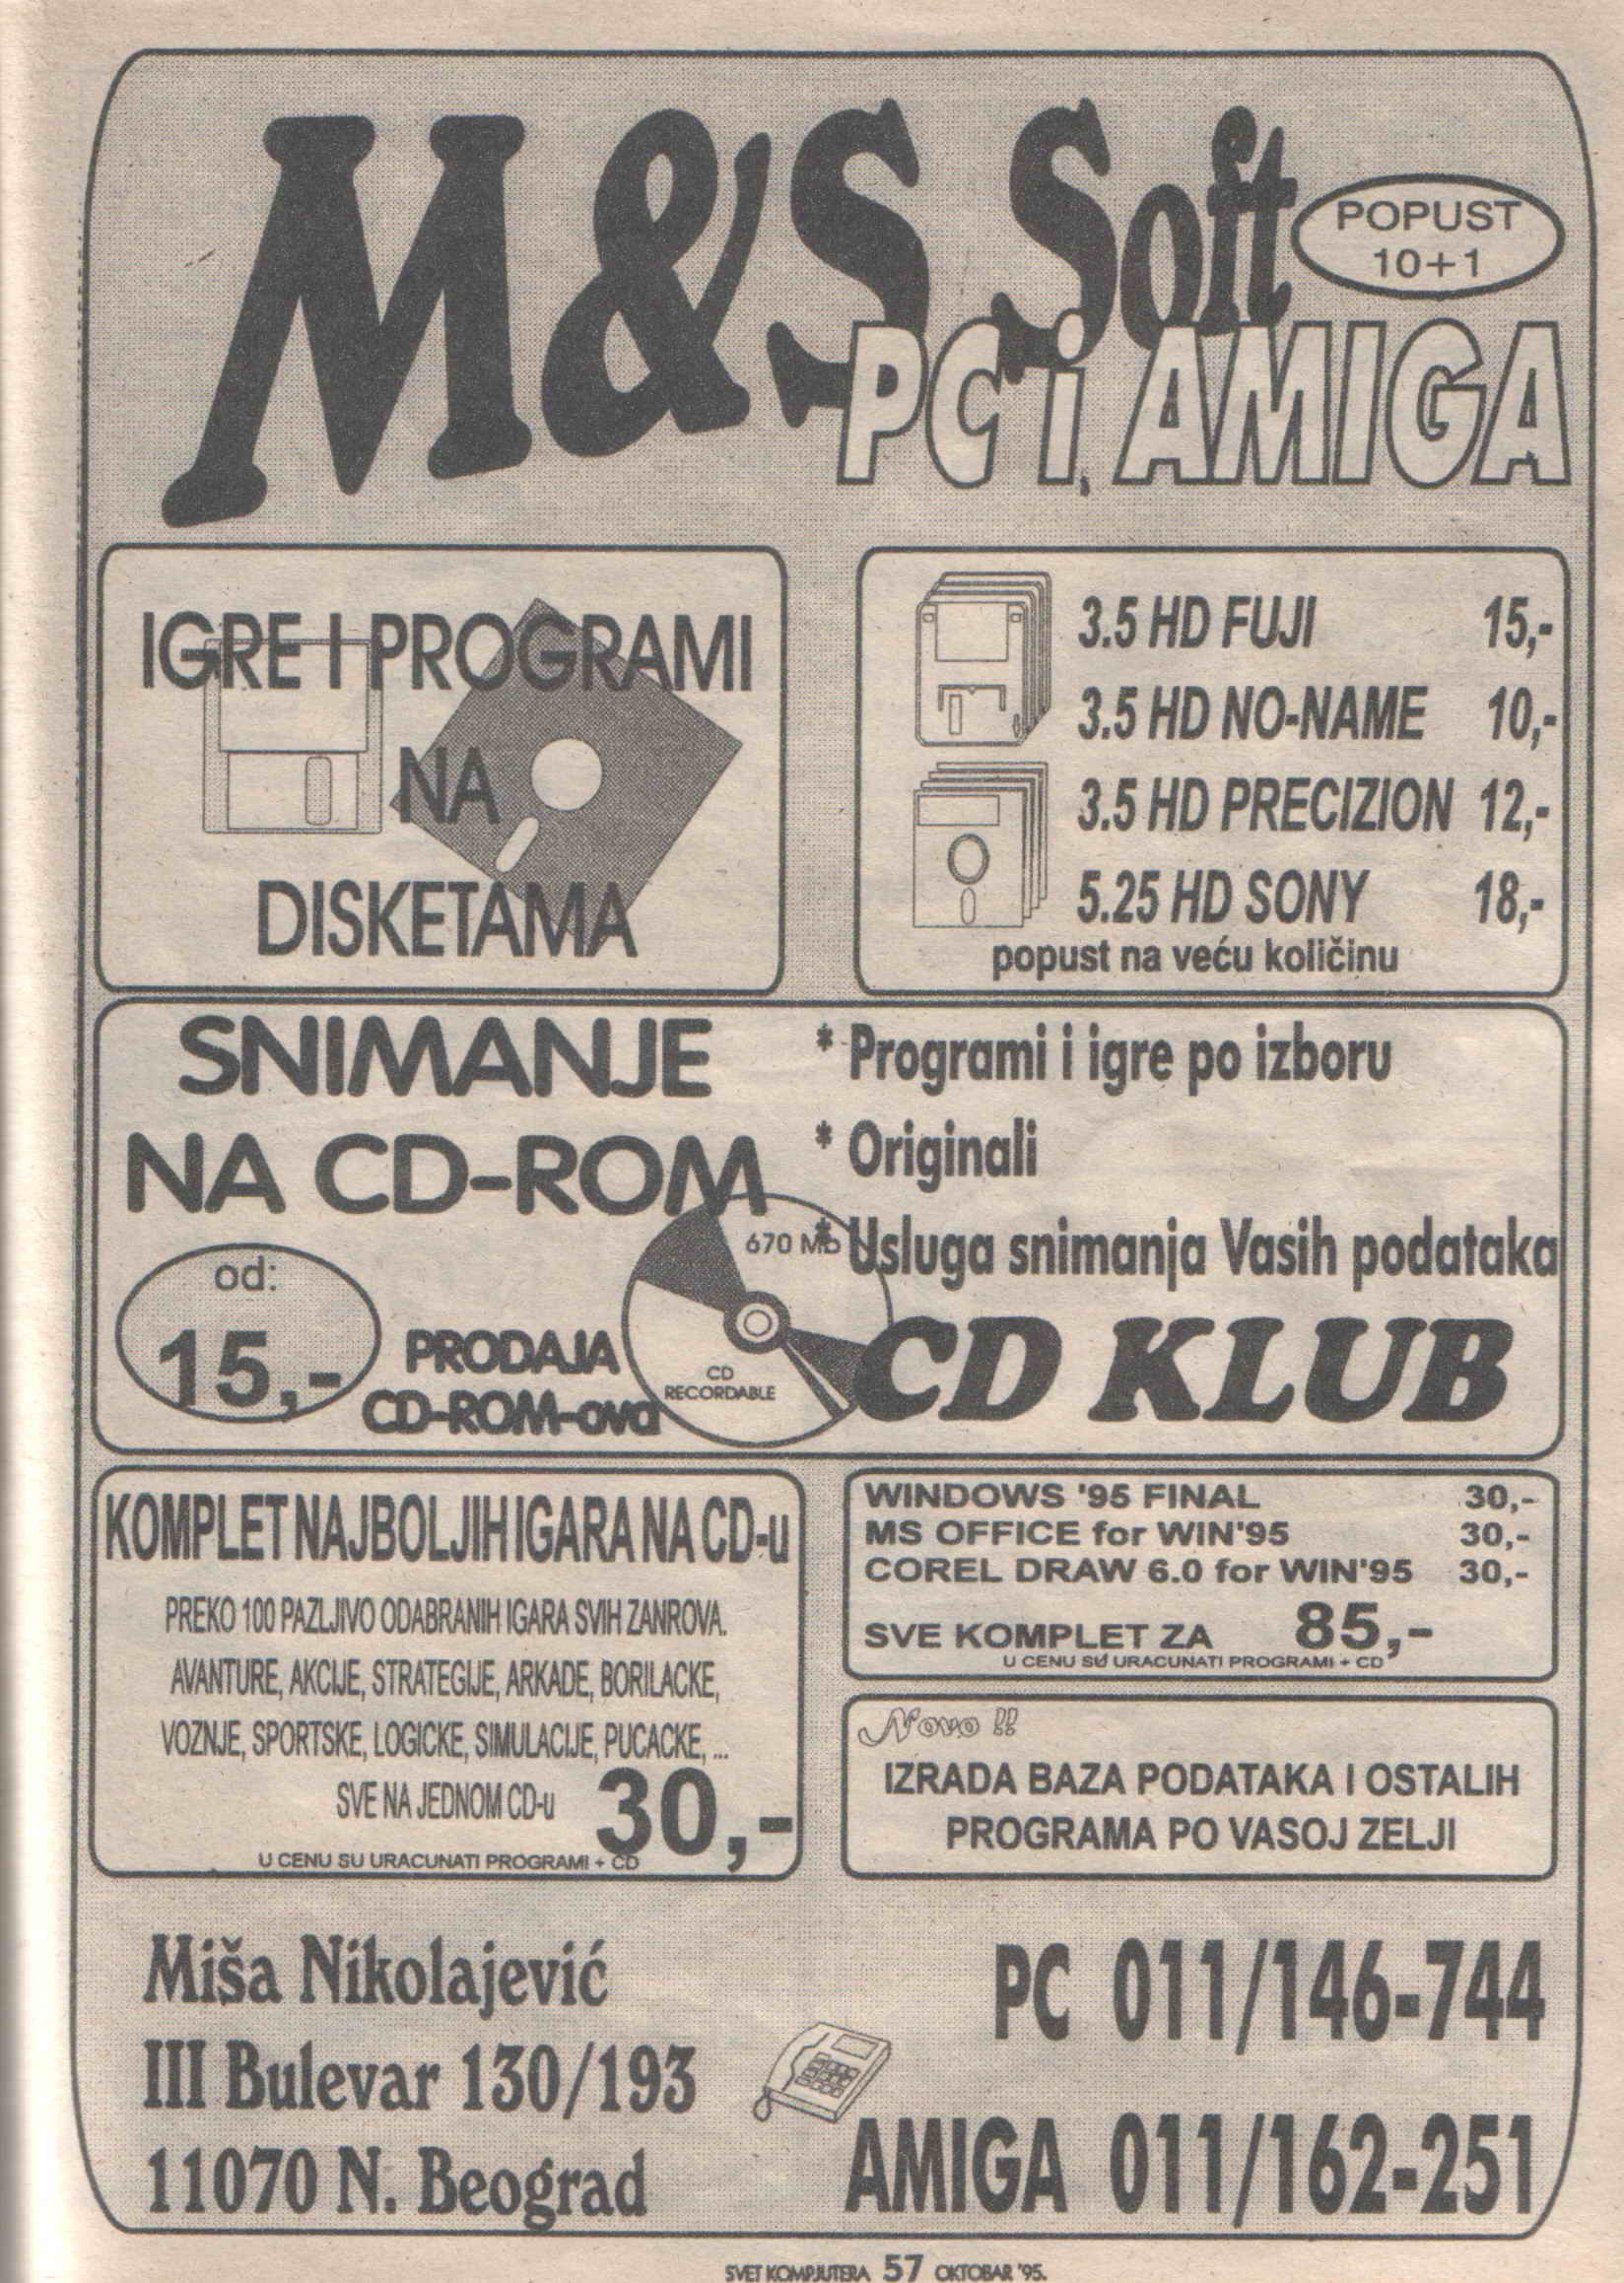 M&S Soft
POPUST
10+1
PC i AMIGA
IGRE I PROGRAMI
NA
DISKETAMA
3.5 HD FUJI 15,-
3.5 HD NO-NAME 10,-
3.5 HD PRECIZION 12,-
5.25 HD SONY 18,-
popust na veću količinu
SNIMANJE
NA CD-ROM
od:
15,-
PRODAJA
CD-ROM-ova
670 Mb
CD
RECORDABLE
* Programi i igre po izboru
* Originali
* Usluga snimanja Vasih podataka
CD KLUB
KOMPLET NAJBOLJIH IGARA NA CD-u
PREKO 100 PAZLJIVO ODABRANIH IGARA SVIH ZANROVA.
AVANTURE, AKCIJE, STRATEGIJE, ARKADE, BORILACKE,
VOZNJE, SPORTSKE, LOGICKE, SIMULACIJE, PUCACKE, ...
SVE NA JEDNOM CD-u 30,-
U CENU SU URACUNATI PROGRAMI + CD
WINDOWS '95 FINAL 30,-
MS OFFICE for WIN'95 30,-
COREL DRAW 6.0 for WIN'95 30,-
SVE KOMPLET ZA 85,-
U CENU SU URACUNATI PROGRAMI + CD
Novo !!
IZRADA BAZA PODATAKA I OSTALIH
PROGRAMA PO VASOJ ZELJI
Miša Nikolajević
III Bulevar 130/193
11070 N. Beograd
PC 011/146-744
AMIGA 011/162-251
SVET KOMPJUTERA 57 OKTOBAR '95.